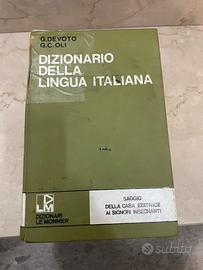 G.DEVOTO
G.C.OLI
DIZIONARIO
DELLA
LINGUA ITALIANA
LM
DIZIONARI
LE MONNIER
SAGGIO
DELLA CASA EDITRICE
AI SIGNORI INSEGNANTI
subito